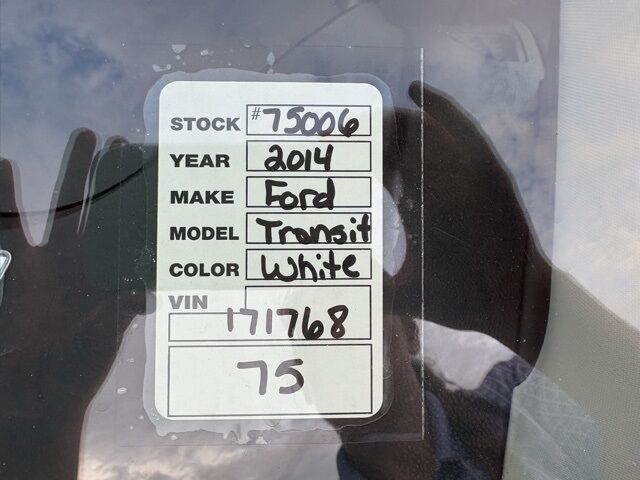 STOCK #75006
YEAR 2014
MAKE Ford
MODEL Transit
COLOR White
VIN
171768
75